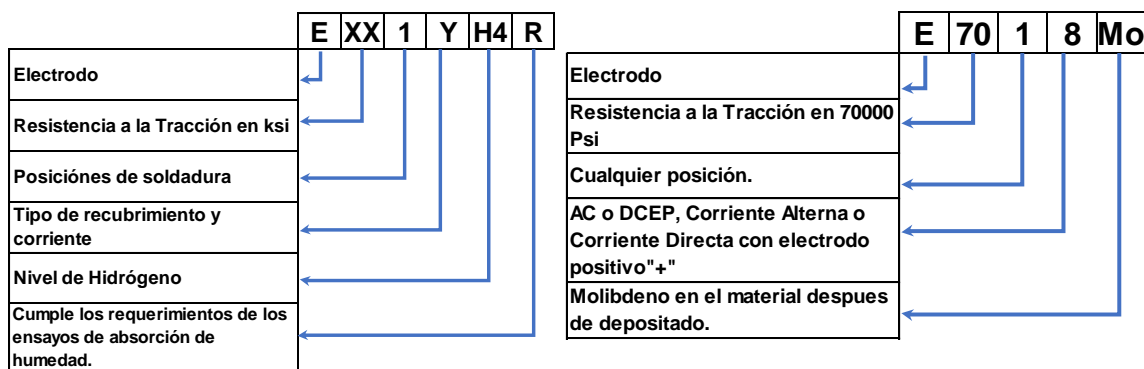 E XX 1 Y H4 R
Electrodo
Resistencia a la Tracción en ksi
Posiciónes de soldadura
Tipo de recubrimiento y
corriente
Nivel de Hidrógeno
Cumple los requerimientos de los
ensayos de absorción de
humedad.
E 70 1 8 Mo
Electrodo
Resistencia a la Tracción en 70000
Psi
Cualquier posición.
AC o DCEP, Corriente Alterna o
Corriente Directa con electrodo
positivo"+"
Molibdeno en el material despues
de depositado.